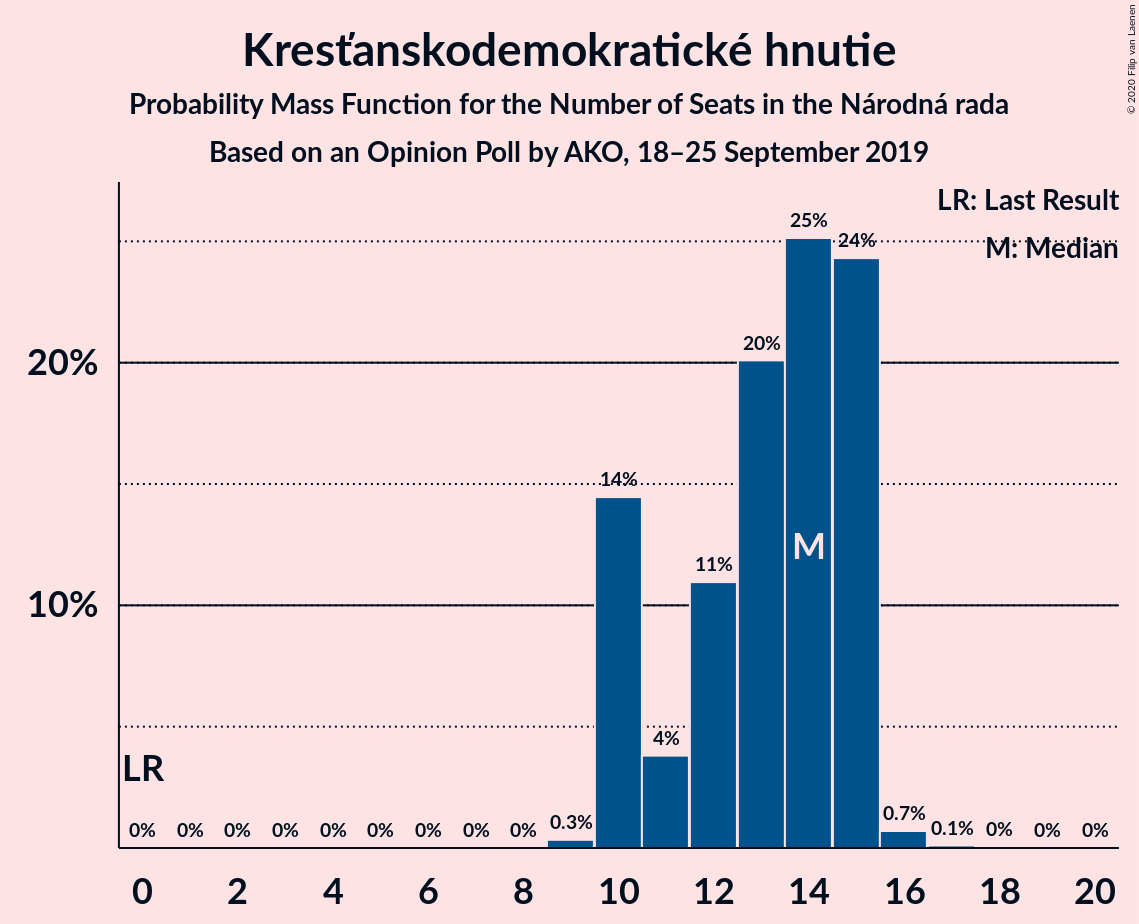 Kresťanskodemokratické hnutie
Probability Mass Function for the Number of Seats in the Národná rada
Based on an Opinion Poll by AKO, 18–25 September 2019
© 2020 Filip van Laenen
LR: Last Result
M: Median
25%
24%
20%
20%
14%
M
11%
10%
4%
LR
0% 0% 0% 0% 0% 0% 0% 0% 0% 0.3% 0.7% 0.1% 0% 0% 0%
0 2 4 6 8 10 12 14 16 18 20